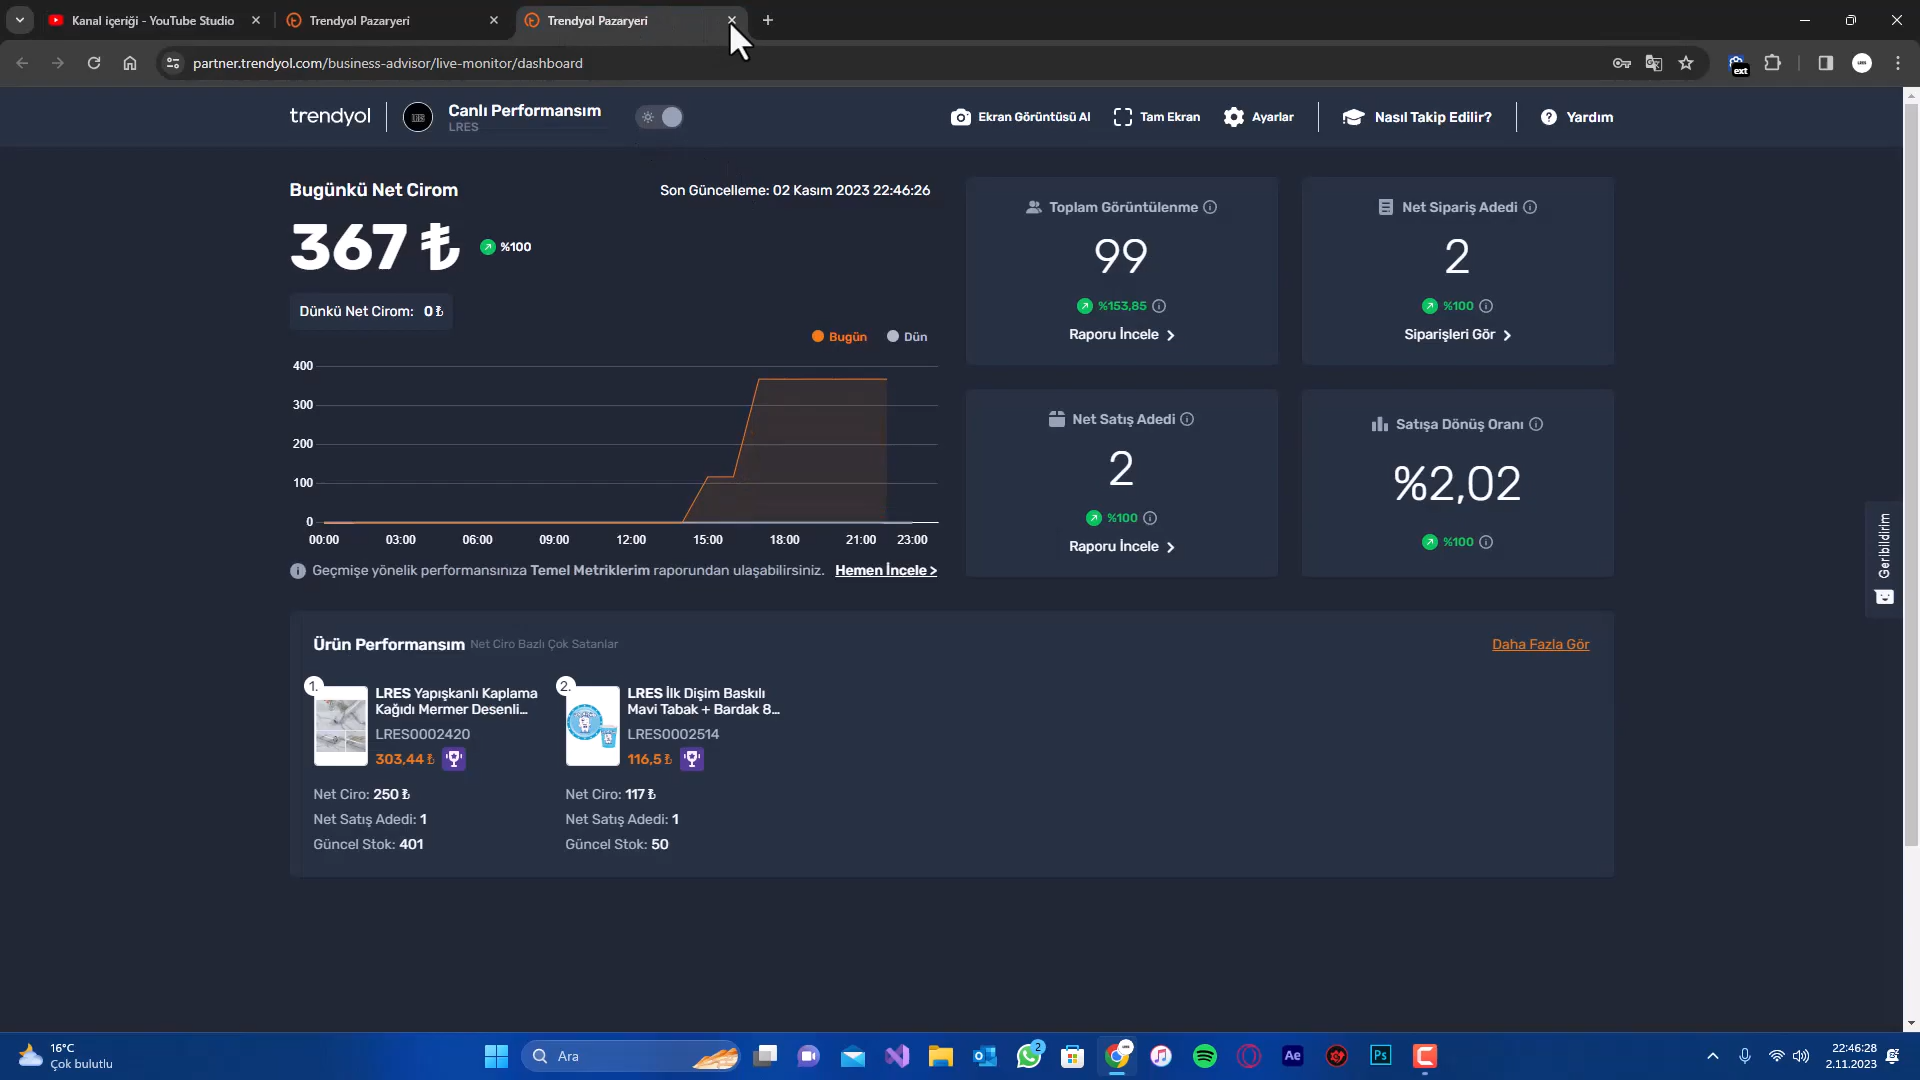 Kanal içeriği - YouTube Studio
Trendyol Pazaryeri
Trendyol Pazaryeri
partner.trendyol.com/business-advisor/live-monitor/dashboard
ext
trendyol
Canlı Performansım
LRES
Ekran Görüntüsü Al
Tam Ekran
Ayarlar
Nasıl Takip Edilir?
Yardım
Bugünkü Net Cirom
Son Güncelleme: 02 Kasım 2023 22:46:26
367 ₺
%100
Dünkü Net Cirom: 0 ₺
Bugün
Dün
400
300
200
100
0
00:00 03:00 06:00 09:00 12:00 15:00 18:00 21:00 23:00
Geçmişe yönelik performansınıza Temel Metriklerim raporundan ulaşabilirsiniz. Hemen İncele >
Toplam Görüntülenme
99
%153,85
Raporu İncele
Net Sipariş Adedi
2
%100
Siparişleri Gör
Net Satış Adedi
2
%100
Raporu İncele
Satışa Dönüş Oranı
%2,02
%100
Geribildirim
Ürün Performansım Net Ciro Bazlı Çok Satanlar
Daha Fazla Gör
1.
LRES Yapışkanlı Kaplama
Kağıdı Mermer Desenli...
LRES0002420
303,44 ₺
Net Ciro: 250 ₺
Net Satış Adedi: 1
Güncel Stok: 401
2.
LRES İlk Dişim Baskılı
Mavi Tabak + Bardak 8...
LRES0002514
116,5 ₺
Net Ciro: 117 ₺
Net Satış Adedi: 1
Güncel Stok: 50
16°C
Çok bulutlu
Ara
2
Ae
Ps
22:46:28
2.11.2023